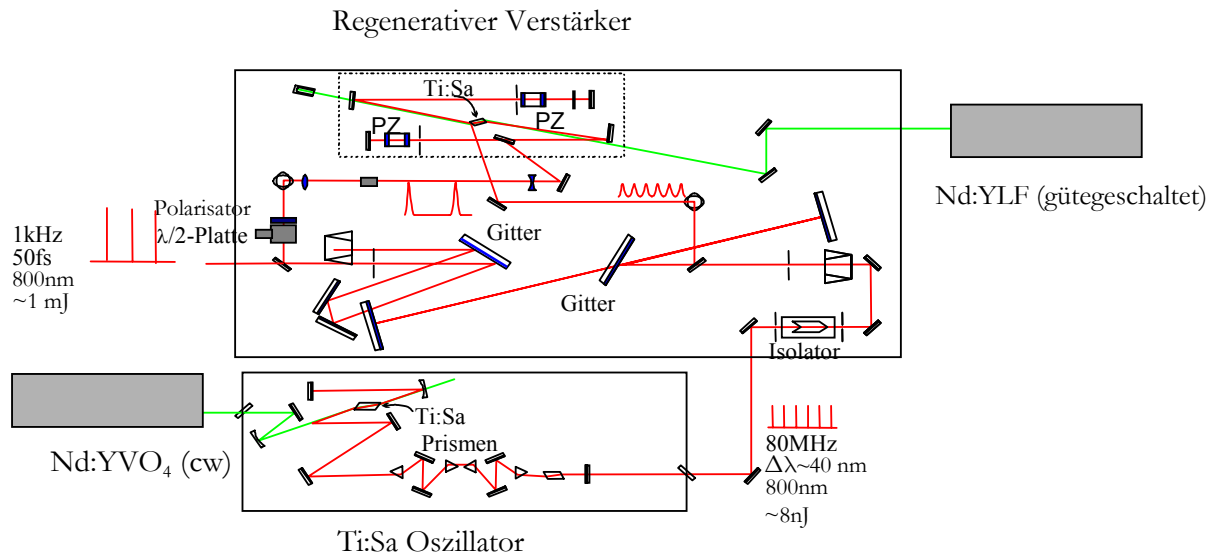 Regenerativer Verstärker
Ti:Sa
PZ
PZ
Nd:YLF (gütegeschaltet)
Polarisator
λ/2-Platte
Gitter
Gitter
1kHz
50fs
800nm
~1 mJ
Isolator
Ti:Sa
Prismen
Nd:YVO4 (cw)
80MHz
Δλ~40 nm
800nm
~8nJ
Ti:Sa Oszillator